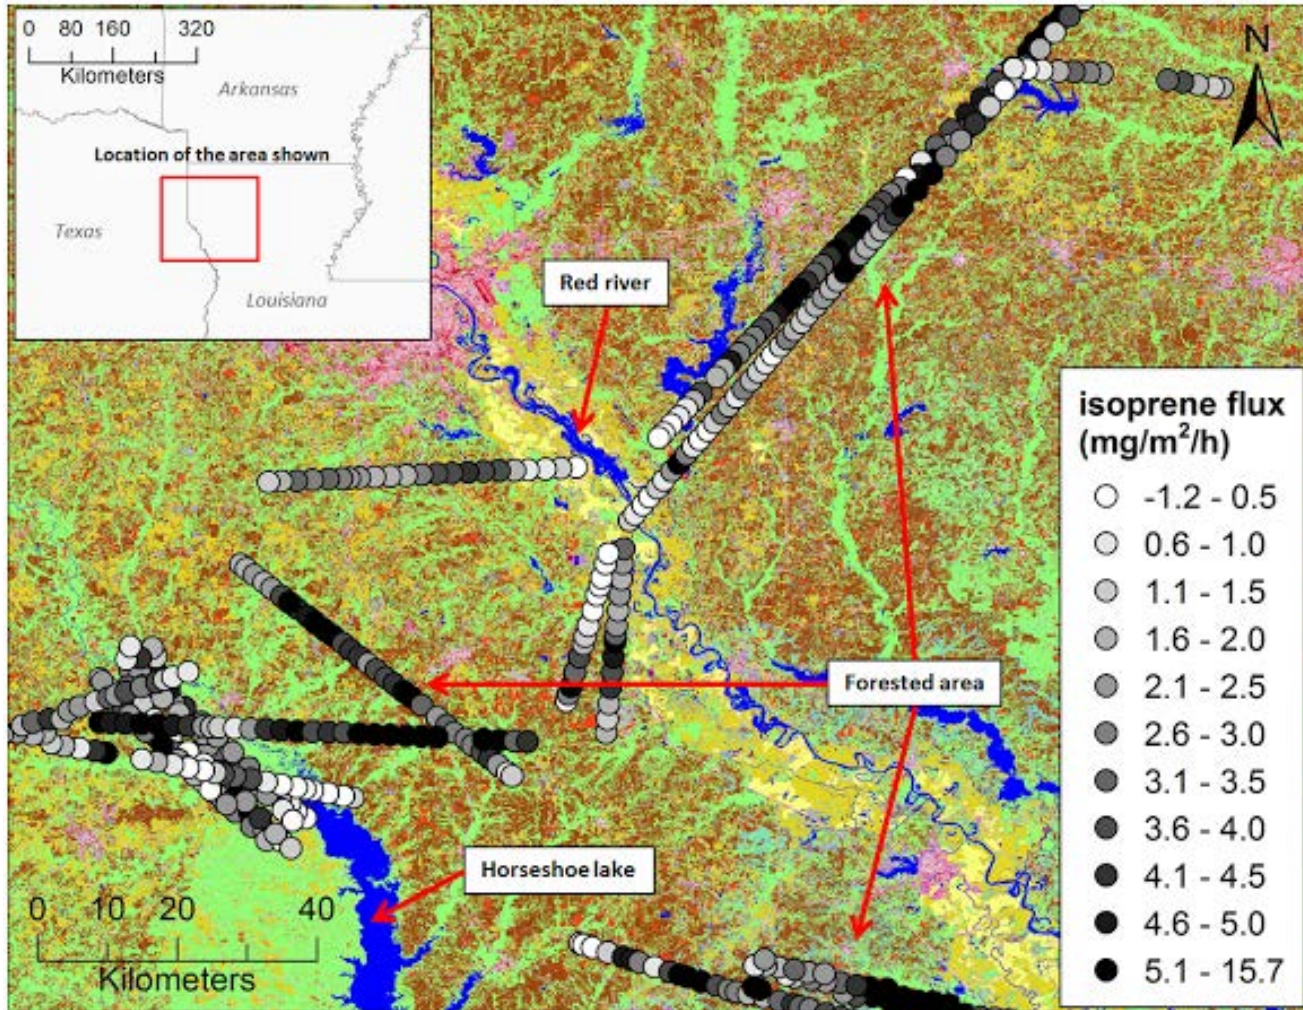 0 80 160 320
Kilometers
Arkansas
Location of the area shown
Texas
Louisiana
N
Red river
isoprene flux
(mg/m²/h)
-1.2 - 0.5
0.6 - 1.0
1.1 - 1.5
1.6 - 2.0
2.1 - 2.5
2.6 - 3.0
3.1 - 3.5
3.6 - 4.0
4.1 - 4.5
4.6 - 5.0
5.1 - 15.7
Forested area
Horseshoe lake
0 10 20 40
Kilometers